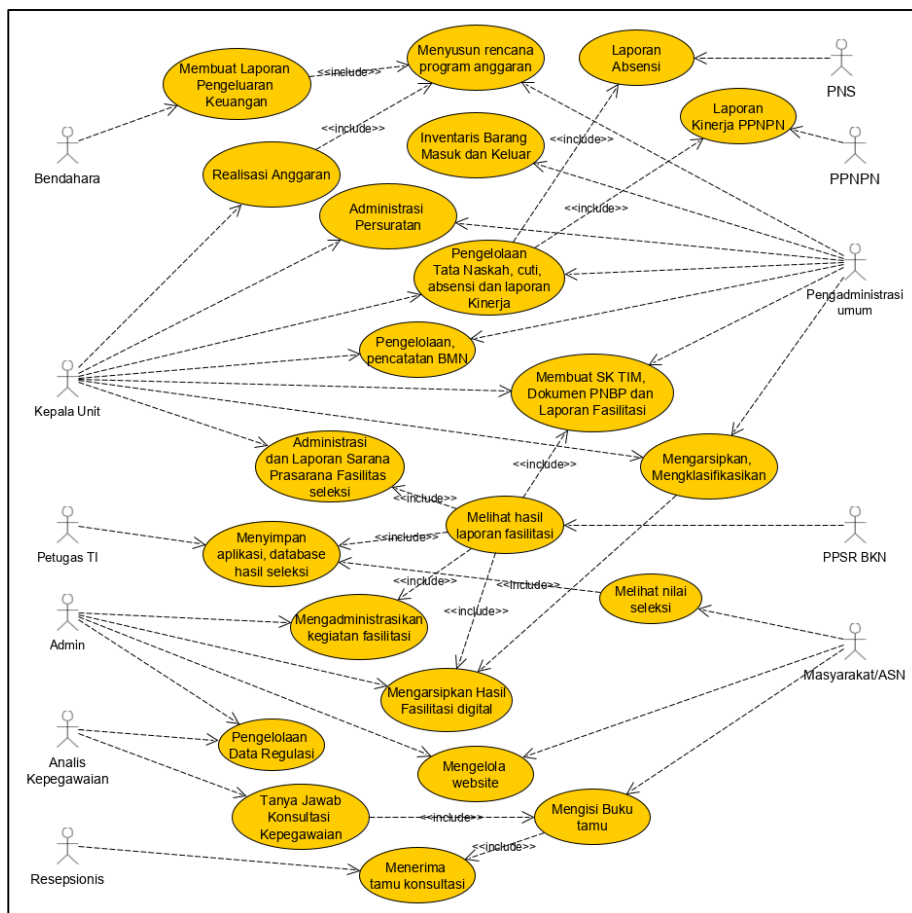 Membuat Laporan
Pengeluaran
Keuangan
<<include>>
Menyusun rencana
program anggaran
Laporan
Absensi
PNS
Bendahara
<<include>>
Realisasi Anggaran
Inventaris Barang
Masuk dan Keluar
<<include>>
Laporan
Kinerja PPNPN
PPNPN
Administrasi
Persuratan
<<include>>
Pengelolaan
Tata Naskah, cuti,
absensi dan laporan
Kinerja
Pengadministrasi
umum
Pengelolaan,
pencatatan BMN
Kepala Unit
Membuat SK TIM,
Dokumen PNBP dan
Laporan Fasilitasi
Administrasi
dan Laporan Sarana
Prasarana Fasilitas
seleksi
<<include>>
Mengarsipkan,
Mengklasifikasikan
<<include>>
Melihat hasil
laporan fasilitasi
Petugas TI
Menyimpan
aplikasi, database
hasil seleksi
<<include>>
PPSR BKN
<<include>>
<<include>>
Melihat nilai
seleksi
Admin
Mengadministrasikan
kegiatan fasilitasi
<<include>>
Masyarakat/ASN
Mengarsipkan Hasil
Fasilitasi digital
Analis
Kepegawaian
Pengelolaan
Data Regulasi
Mengelola
website
Tanya Jawab
Konsultasi
Kepegawaian
<<include>>
Mengisi Buku
tamu
Resepsionis
<<include>>
Menerima
tamu konsultasi